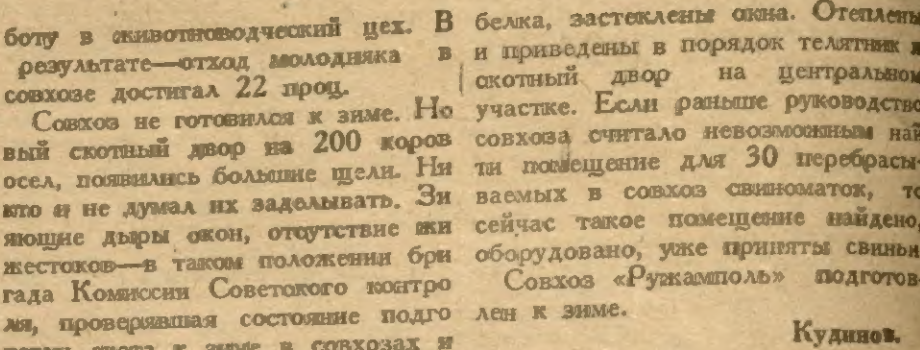 боту в животноводческий цех. В
результате—отход молодняка в
совхозе достигал 22 проц.
Совхоз не готовился к зиме. Но
вый скотный двор на 200 коров
осел, появились большие щели. Ни
кто и не думал их заделывать. Зи
яющие дыры окон, отсутствие жи
жестоков—в таком положении бри
гада Комиссии Советского контро
ля, проверявшая состояние подго
скота к зиме в совхозах и
белка, застеклены окна. Отеплены
и приведены в порядок телятник и
скотный двор на центральном
участке. Если раньше руководство
совхоза считало невозможным най
ти помещение для 30 перебрасы
ваемых в совхоз свиноматок, то
сейчас такое помещение найдено,
оборудовано, уже приняты свиньи
Совхоз «Ружамполь» подготов
лен к зиме.
Кудинов.